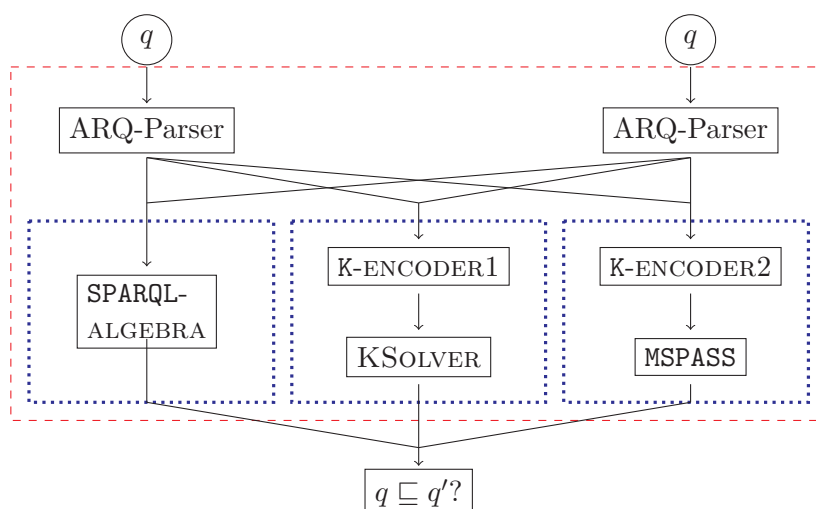 q
q
ARQ-Parser
ARQ-Parser
SPARQL-
ALGEBRA
K-ENCODER1
KSOLVER
K-ENCODER2
MSPASS
q ⊑ q′?